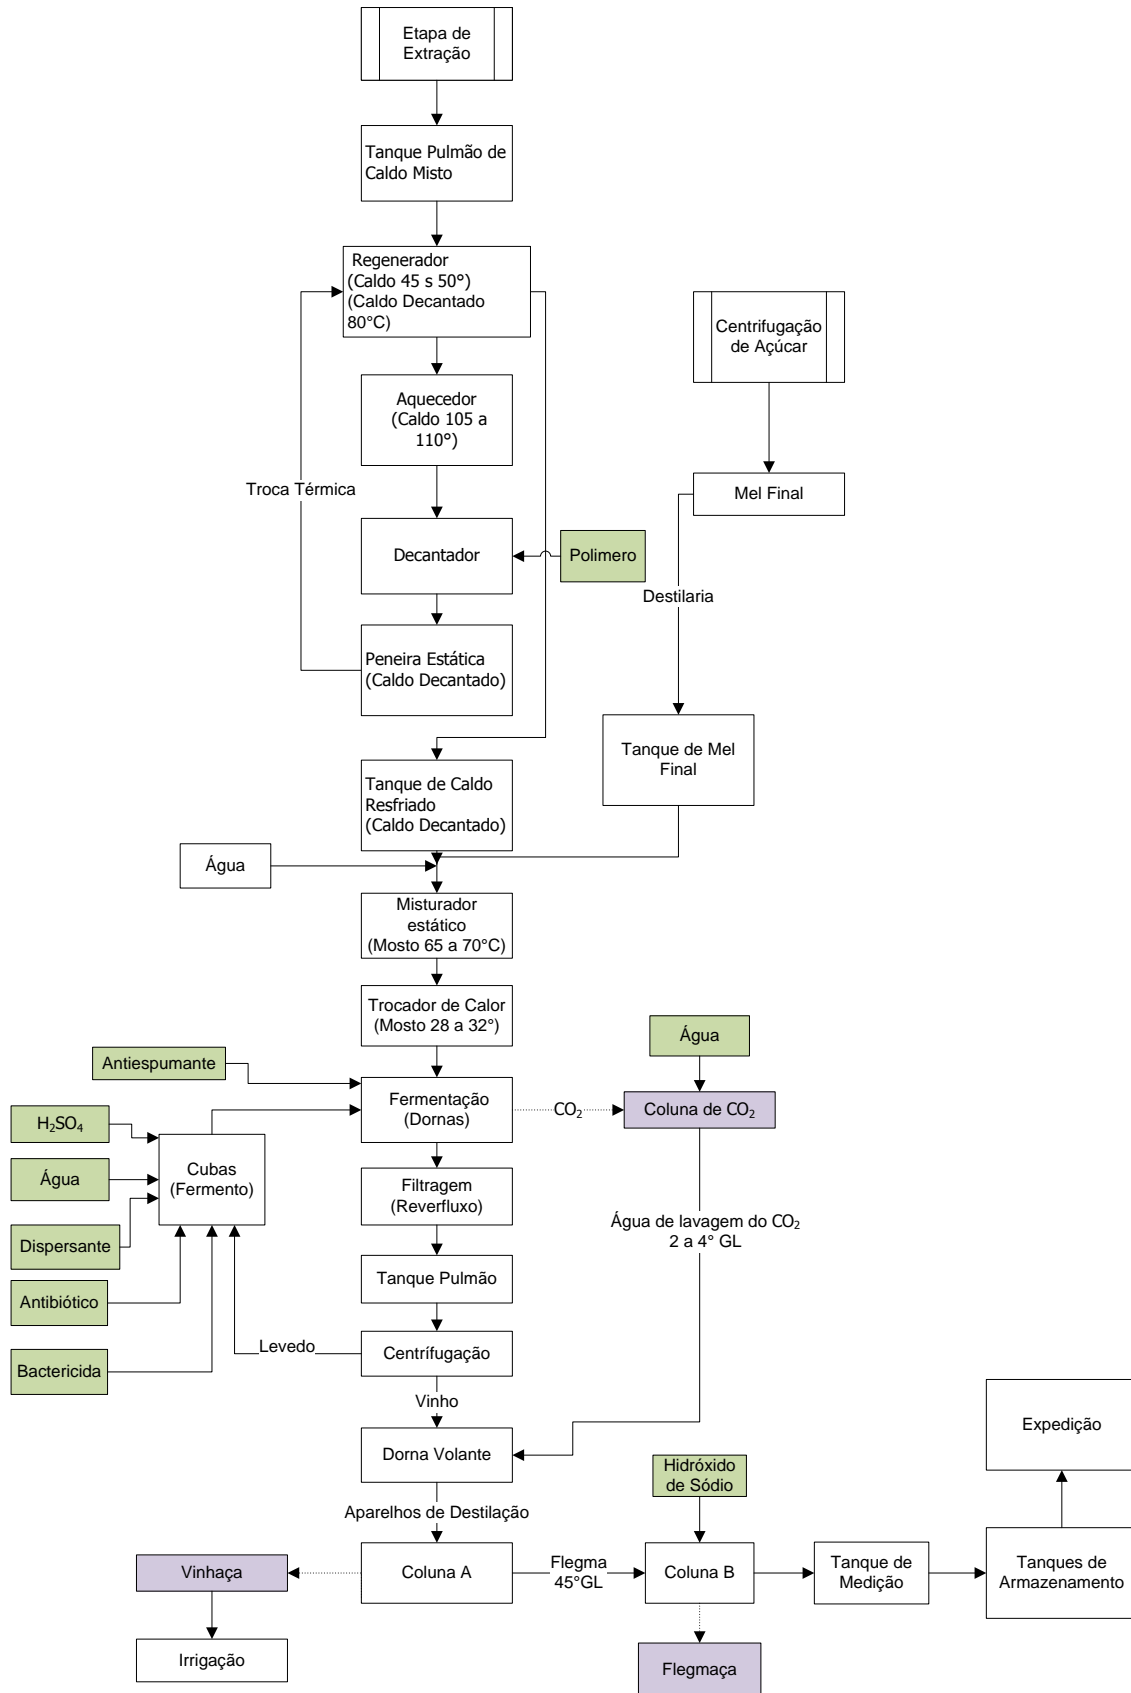 Etapa de
Extração
Tanque Pulmão de
Caldo Misto
Regenerador
(Caldo 45 s 50°)
(Caldo Decantado
80°C)
Centrifugação
de Açúcar
Aquecedor
(Caldo 105 a
110°)
Troca Térmica
Mel Final
Decantador
Polimero
Destilaria
Peneira Estática
(Caldo Decantado)
Tanque de Mel
Final
Tanque de Caldo
Resfriado
(Caldo Decantado)
Água
Misturador
estático
(Mosto 65 a 70°C)
Trocador de Calor
(Mosto 28 a 32°)
Água
Antiespumante
Fermentação
(Dornas)
CO₂
Coluna de CO₂
H₂SO₄
Água
Cubas
(Fermento)
Dispersante
Antibiótico
Bactericida
Filtragem
(Reverfluxo)
Água de lavagem do CO₂
2 a 4° GL
Tanque Pulmão
Levedo
Centrífugação
Vinho
Dorna Volante
Hidróxido
de Sódio
Expedição
Aparelhos de Destilação
Vinhaça
Coluna A
Flegma
45°GL
Coluna B
Tanque de
Medição
Tanques de
Armazenamento
Irrigação
Flegmaça